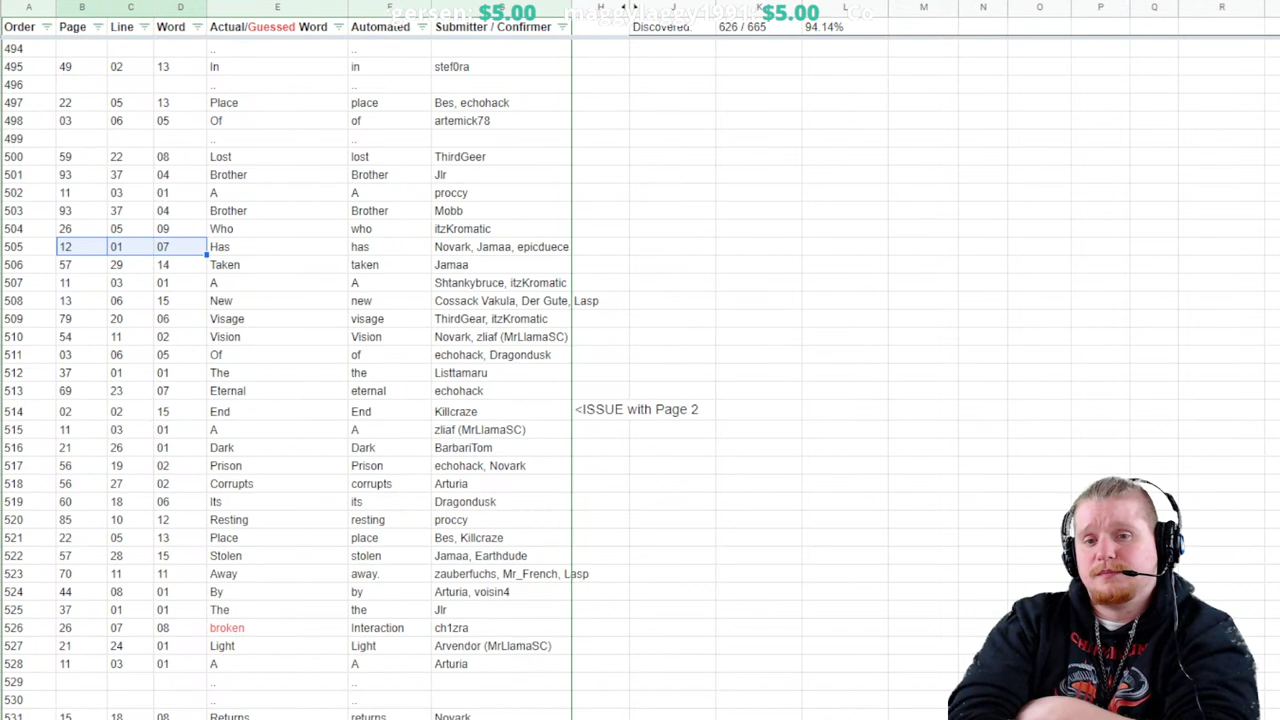 A B C D E F G R I J K L M N O P Q R
gersen: $5.00 maggylaggy1991: $5.00 Co
Order Page Line Word Actual/Guessed Word Automated Submitter / Confirmer Discovered: 626 / 665 94.14%
494 .. ..
495 49 02 13 In in stef0ra
496 .. ..
497 22 05 13 Place place Bes, echohack
498 03 06 05 Of of artemick78
499 .. ..
500 59 22 08 Lost lost ThirdGeer
501 93 37 04 Brother Brother Jlr
502 11 03 01 A A proccy
503 93 37 04 Brother Brother Mobb
504 26 05 09 Who who itzKromatic
505 12 01 07 Has has Novark, Jamaa, epicduece
506 57 29 14 Taken taken Jamaa
507 11 03 01 A A Shtankybruce, itzKromatic
508 13 06 15 New new Cossack Vakula, Der Gute, Lasp
509 79 20 06 Visage visage ThirdGear, itzKromatic
510 54 11 02 Vision Vision Novark, zliaf (MrLlamaSC)
511 03 06 05 Of of echohack, Dragondusk
512 37 01 01 The the Listtamaru
513 69 23 07 Eternal eternal echohack
514 02 02 15 End End Killcraze <ISSUE with Page 2
515 11 03 01 A A zliaf (MrLlamaSC)
516 21 26 01 Dark Dark BarbariTom
517 56 19 02 Prison Prison echohack, Novark
518 56 27 02 Corrupts corrupts Arturia
519 60 18 06 Its its Dragondusk
520 85 10 12 Resting resting proccy
521 22 05 13 Place place Bes, Killcraze
522 57 28 15 Stolen stolen Jamaa, Earthdude
523 70 11 11 Away away. zauberfuchs, Mr_French, Lasp
524 44 08 01 By by Arturia, voisin4
525 37 01 01 The the Jlr
526 26 07 08 broken Interaction ch1zra
527 21 24 01 Light Light Arvendor (MrLlamaSC)
528 11 03 01 A A Arturia
529 .. ..
530 .. ..
531 15 18 08 Returns returns Novark